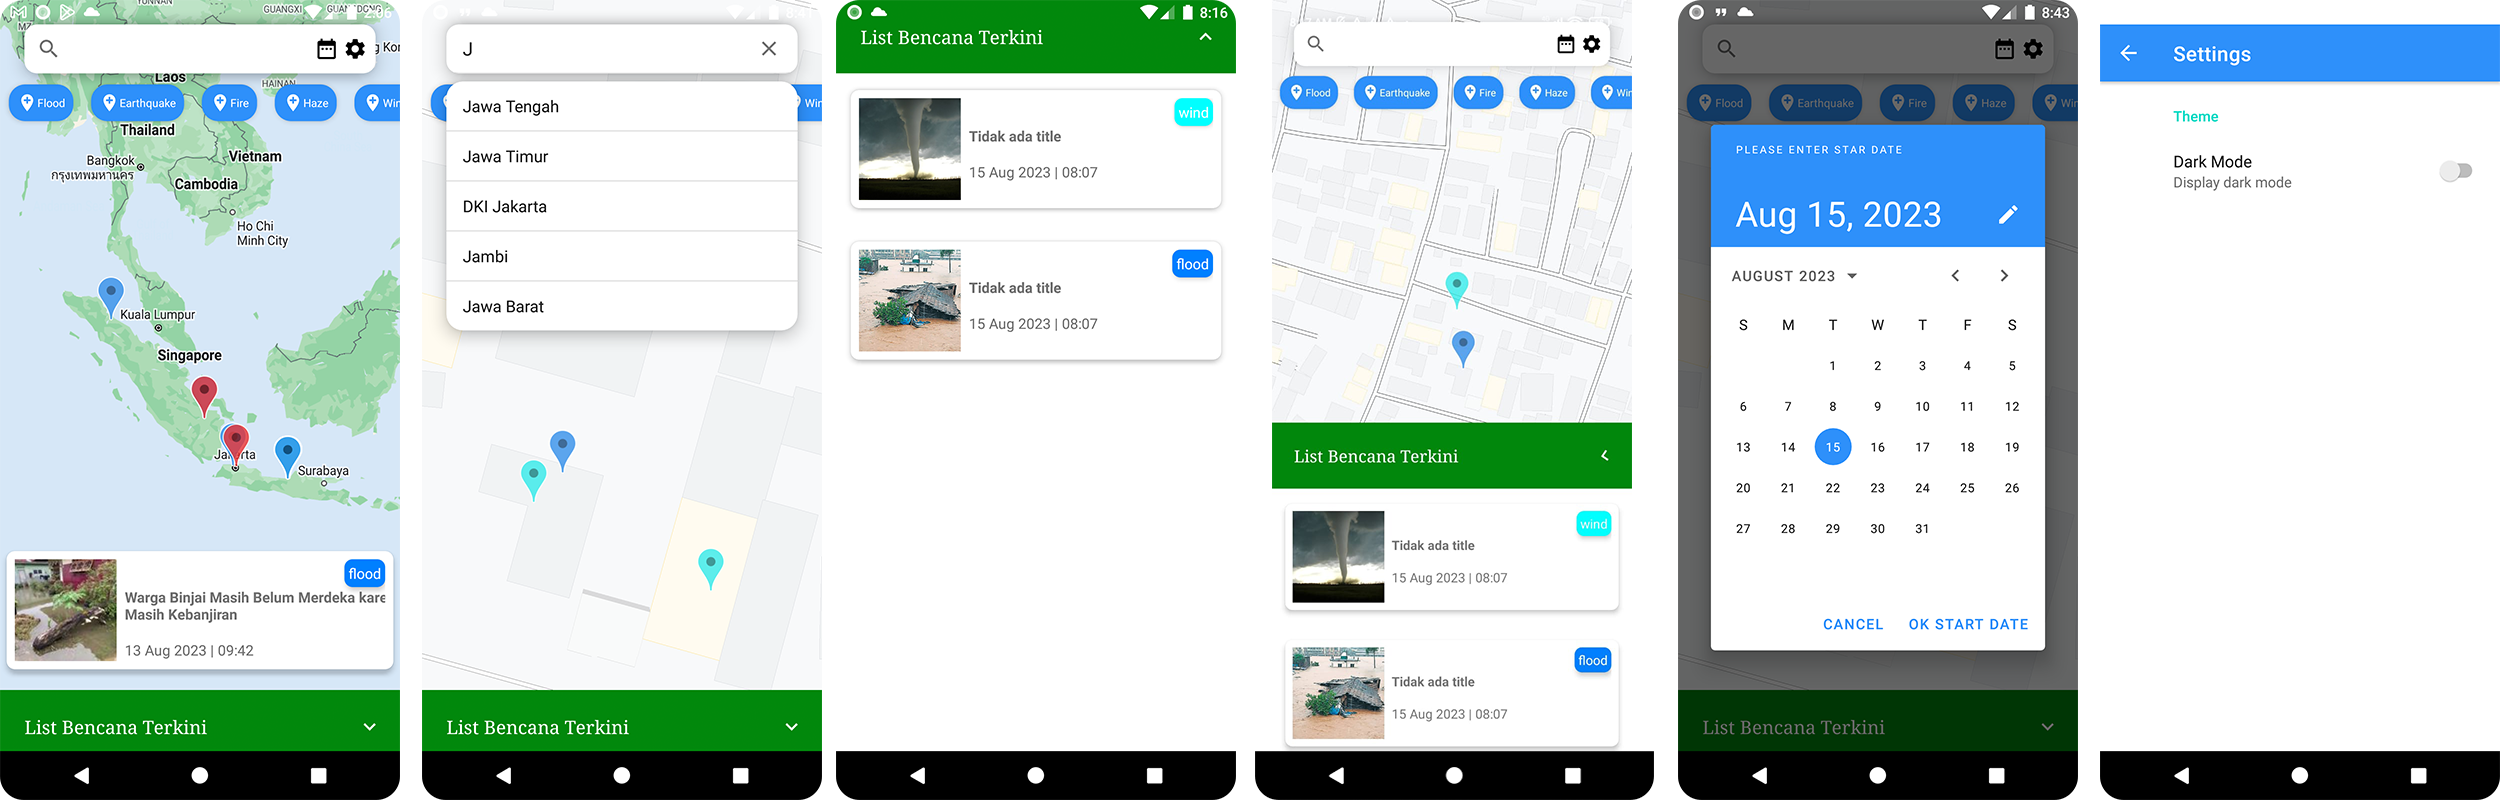 2:06
GUANGXI
Flood
Earthquake
Fire
Haze
Laos
HAINAN
Thailand
Vietnam
Bangkok
กรุงเทพมหานคร
Cambodia
Ho Chi
Minh City
Kuala Lumpur
Singapore
Surabaya
flood
Warga Binjai Masih Belum Merdeka kare
Masih Kebanjiran
13 Aug 2023 | 09:42
List Bencana Terkini
J
Jawa Tengah
Jawa Timur
DKI Jakarta
Jambi
Jawa Barat
List Bencana Terkini
8:16
List Bencana Terkini
wind
Tidak ada title
15 Aug 2023 | 08:07
flood
Tidak ada title
15 Aug 2023 | 08:07
Flood
Earthquake
Fire
Haze
List Bencana Terkini
wind
Tidak ada title
15 Aug 2023 | 08:07
flood
Tidak ada title
15 Aug 2023 | 08:07
8:43
Flood
Earthquake
Fire
Haze
PLEASE ENTER STAR DATE
Aug 15, 2023
AUGUST 2023
S M T W T F S
1 2 3 4 5
6 7 8 9 10 11 12
13 14 15 16 17 18 19
20 21 22 23 24 25 26
27 28 29 30 31
CANCEL OK START DATE
List Bencana Terkini
Settings
Theme
Dark Mode
Display dark mode